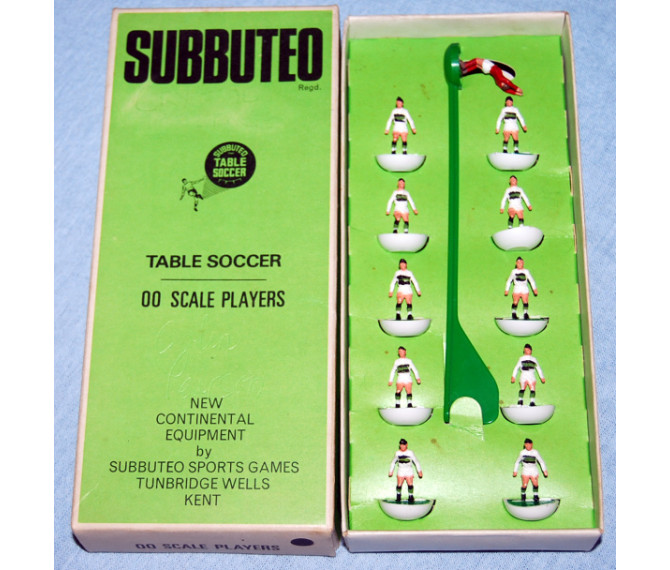 SUBBUTEO
Regd.
SUBBUTEO
TABLE
SOCCER
TABLE SOCCER
00 SCALE PLAYERS
NEW
CONTINENTAL
EQUIPMENT
by
SUBBUTEO SPORTS GAMES
TUNBRIDGE WELLS
KENT
00 SCALE PLAYERS